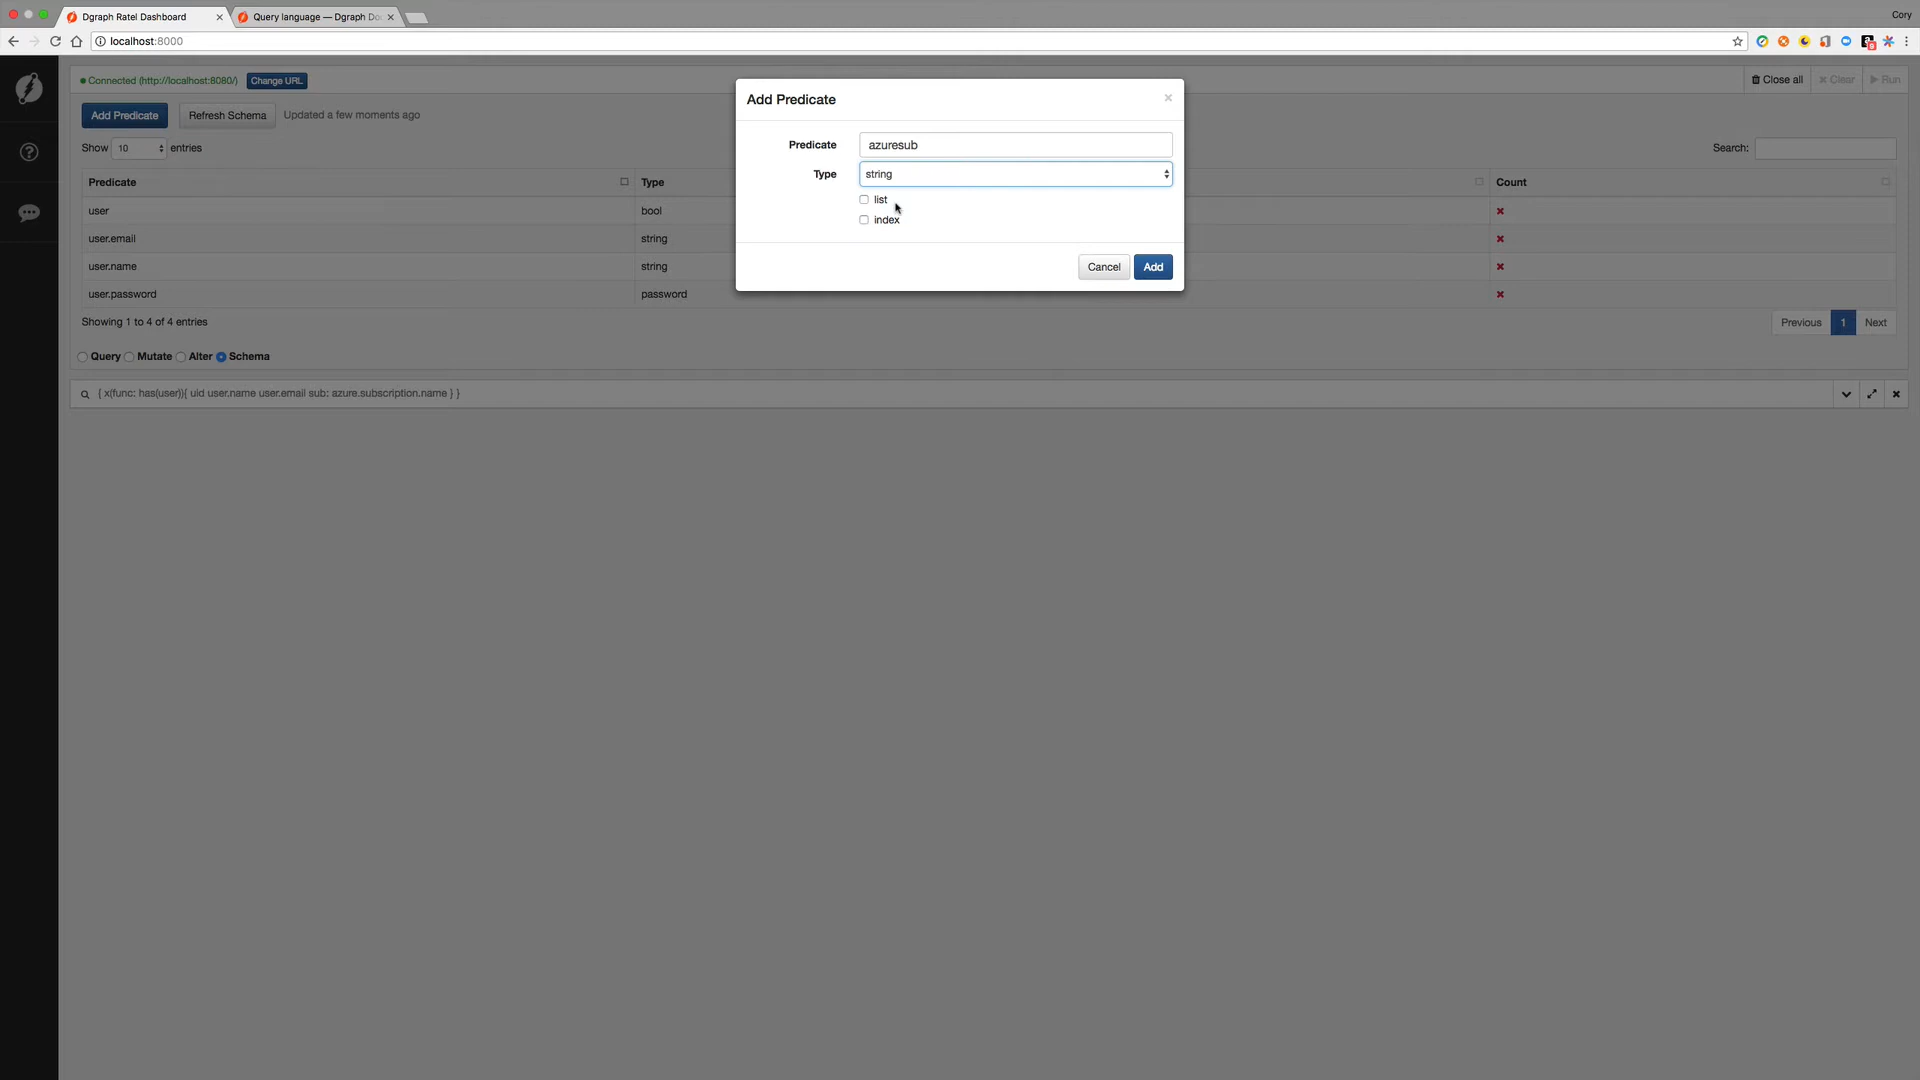 Dgraph Ratel Dashboard
Query language — Dgraph Do
Cory
localhost:8000
Connected (http://localhost:8080/) Change URL
Close all Clear Run
Add Predicate Refresh Schema Updated a few moments ago
Show 10 entries
Search:
Predicate Type Count
user bool
user.email string
user.name string
user.password password
Showing 1 to 4 of 4 entries
Previous 1 Next
Query Mutate Alter Schema
{ x(func: has(user)){ uid user.name user.email sub: azure.subscription.name } }
Add Predicate
Predicate azuresub
Type string
list
index
Cancel Add